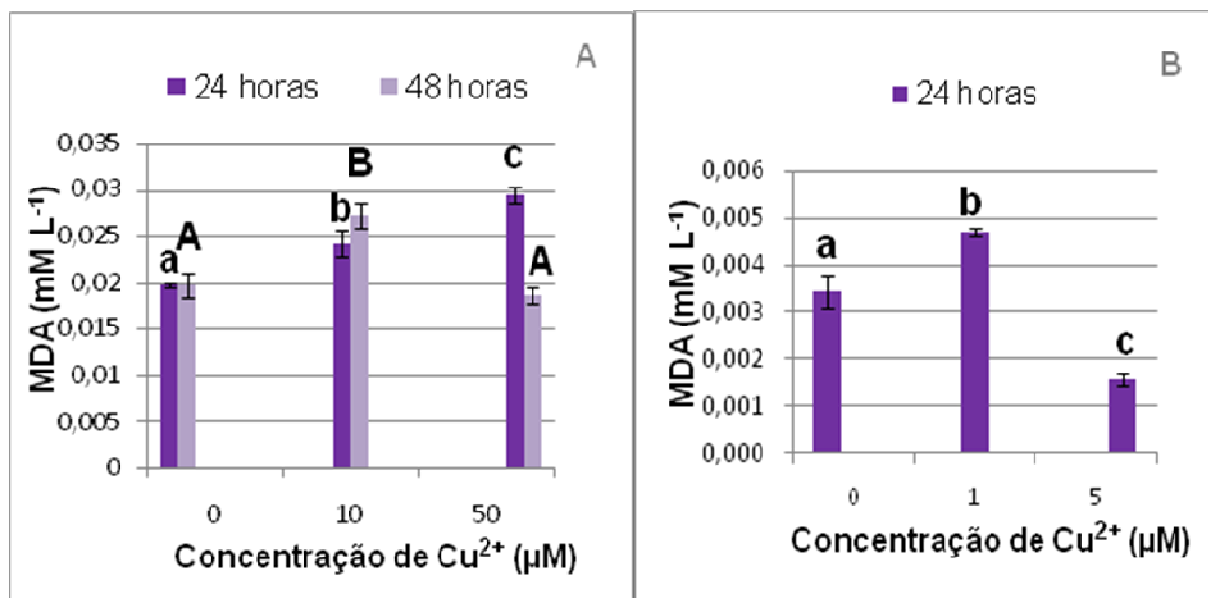 A
24 horas 48 horas
MDA (mM L⁻¹)
0,035
0,03
0,025
0,02
0,015
0,01
0,005
0
a A
b B
c A
0 10 50
Concentração de Cu²⁺ (µM)
B
24 horas
MDA (mM L⁻¹)
0,006
0,005
0,004
0,003
0,002
0,001
0,000
a
b
c
0 1 5
Concentração de Cu²⁺ (µM)